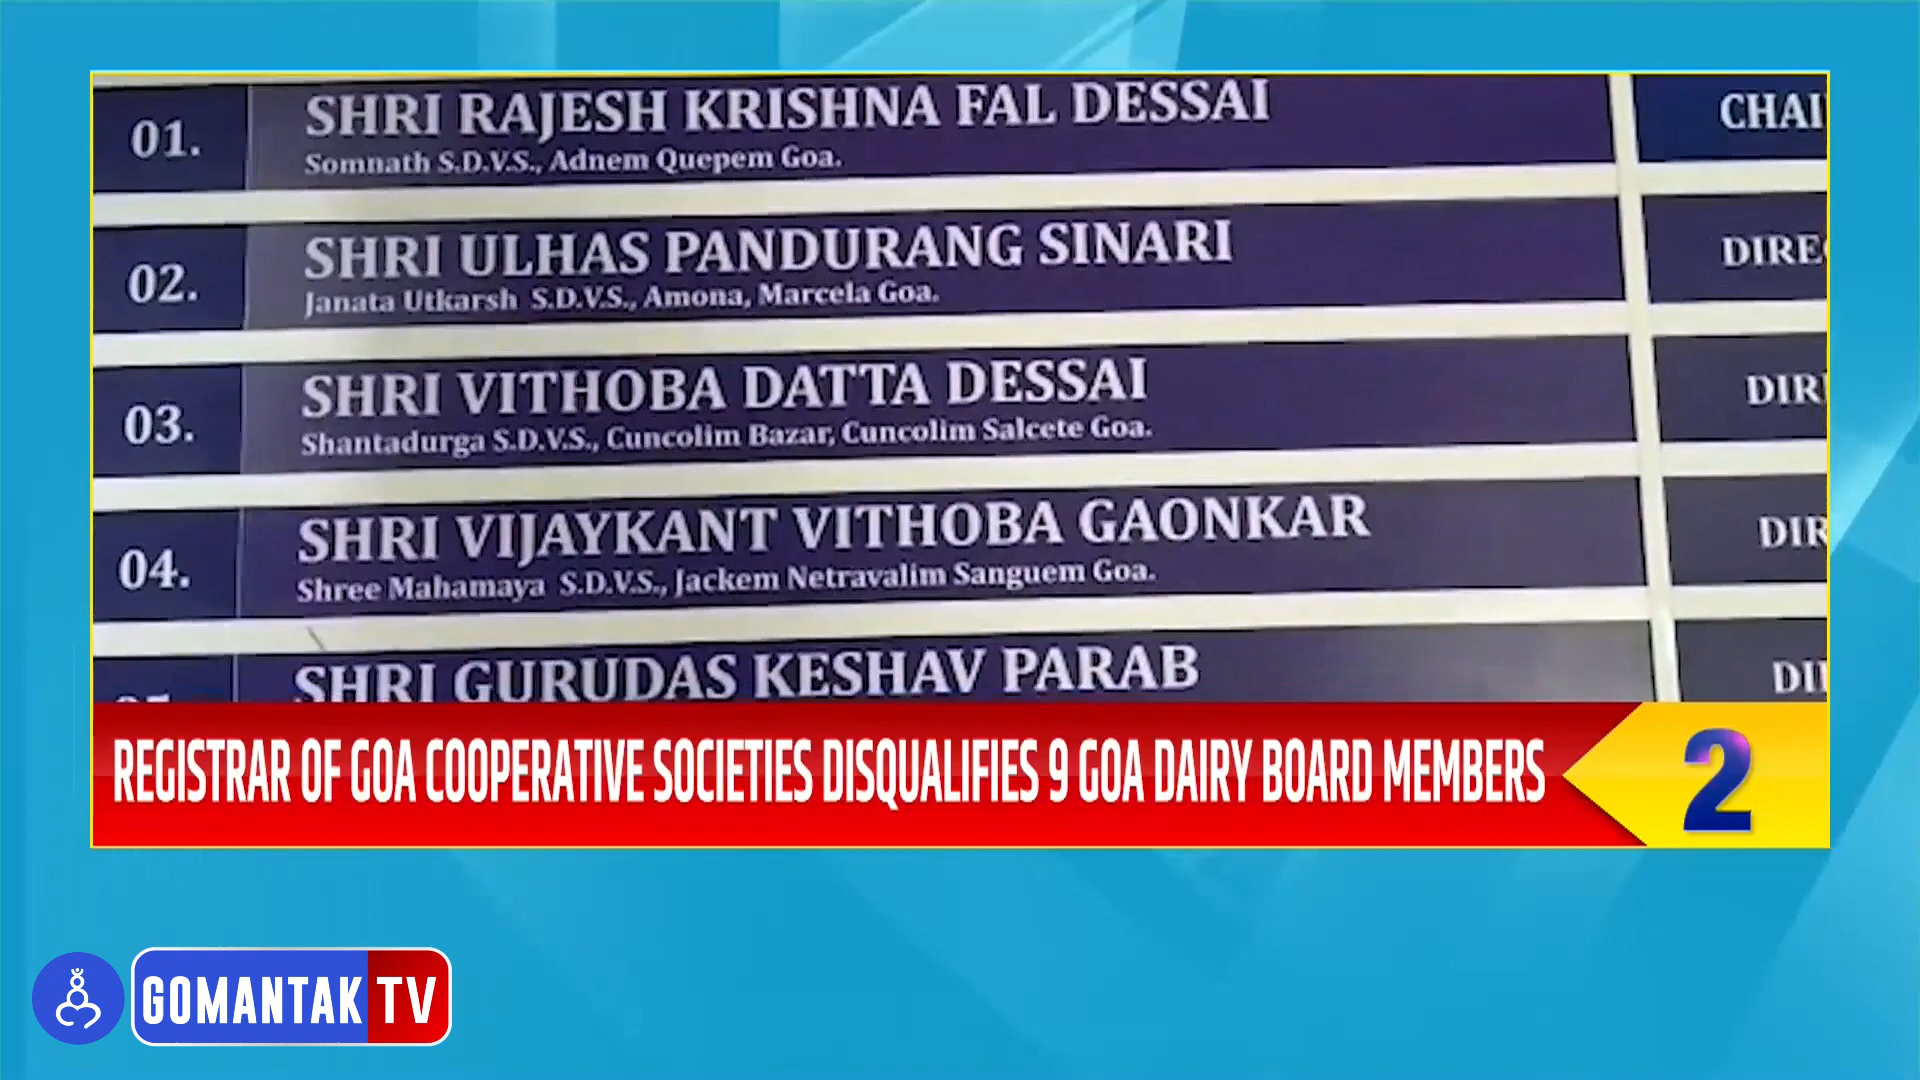 01.
SHRI RAJESH KRISHNA FAL DESSAI
Somnath S.D.V.S., Adnem Quepem Goa.
02.
SHRI ULHAS PANDURANG SINARI
Janata Utkarsh S.D.V.S., Amona, Marcela Goa.
03.
SHRI VITHOBA DATTA DESSAI
Shantadurga S.D.V.S., Cuncolim Bazar, Cuncolim Salcete Goa.
04.
SHRI VIJAYKANT VITHOBA GAONKAR
Shree Mahamaya S.D.V.S., Jackem Netravalim Sanguem Goa.
SHRI GURUDAS KESHAV PARAB
REGISTRAR OF GOA COOPERATIVE SOCIETIES DISQUALIFIES 9 GOA DAIRY BOARD MEMBERS
2
GOMANTAK TV